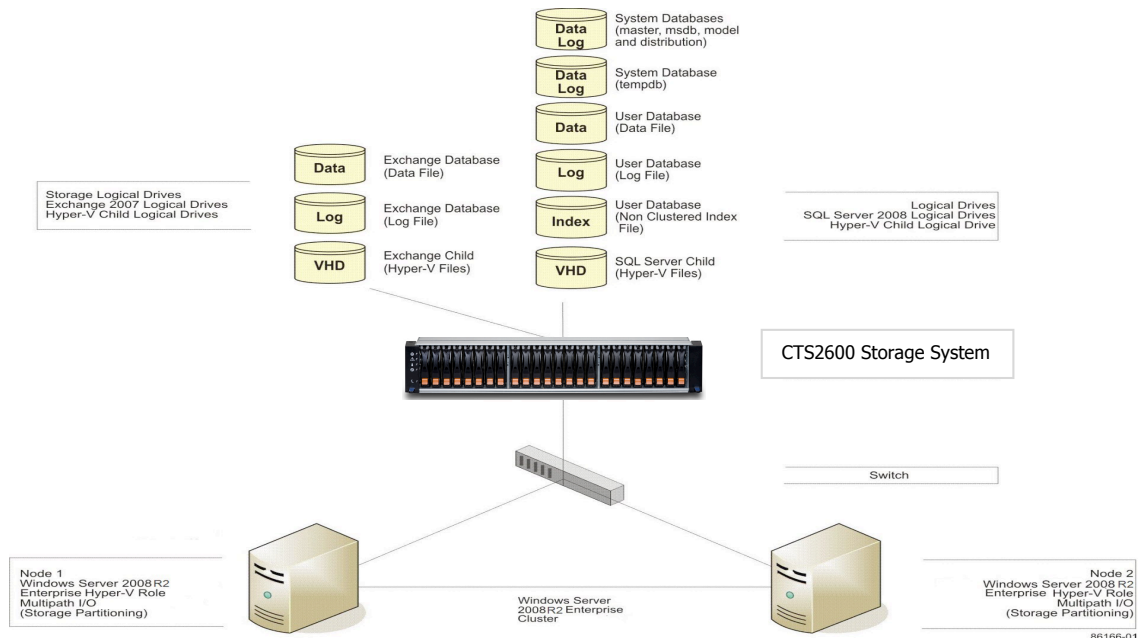 Data
Log
System Databases
(master, msdb, model
and distribution)
Data
Log
System Database
(tempdb)
Data
User Database
(Data File)
Data
Exchange Database
(Data File)
Log
User Database
(Log File)
Storage Logical Drives
Exchange 2007 Logical Drives
Hyper-V Child Logical Drives
Log
Exchange Database
(Log File)
Index
User Database
(Non Clustered Index
File)
Logical Drives
SQL Server 2008 Logical Drives
Hyper-V Child Logical Drive
VHD
Exchange Child
(Hyper-V Files)
VHD
SQL Server Child
(Hyper-V Files)
CTS2600 Storage System
Switch
Node 1
Windows Server 2008 R2
Enterprise Hyper-V Role
Multipath I/O
(Storage Partitioning)
Windows Server
2008 R2 Enterprise
Cluster
Node 2
Windows Server 2008 R2
Enterprise Hyper-V Role
Multipath I/O
(Storage Partitioning)
86166-01